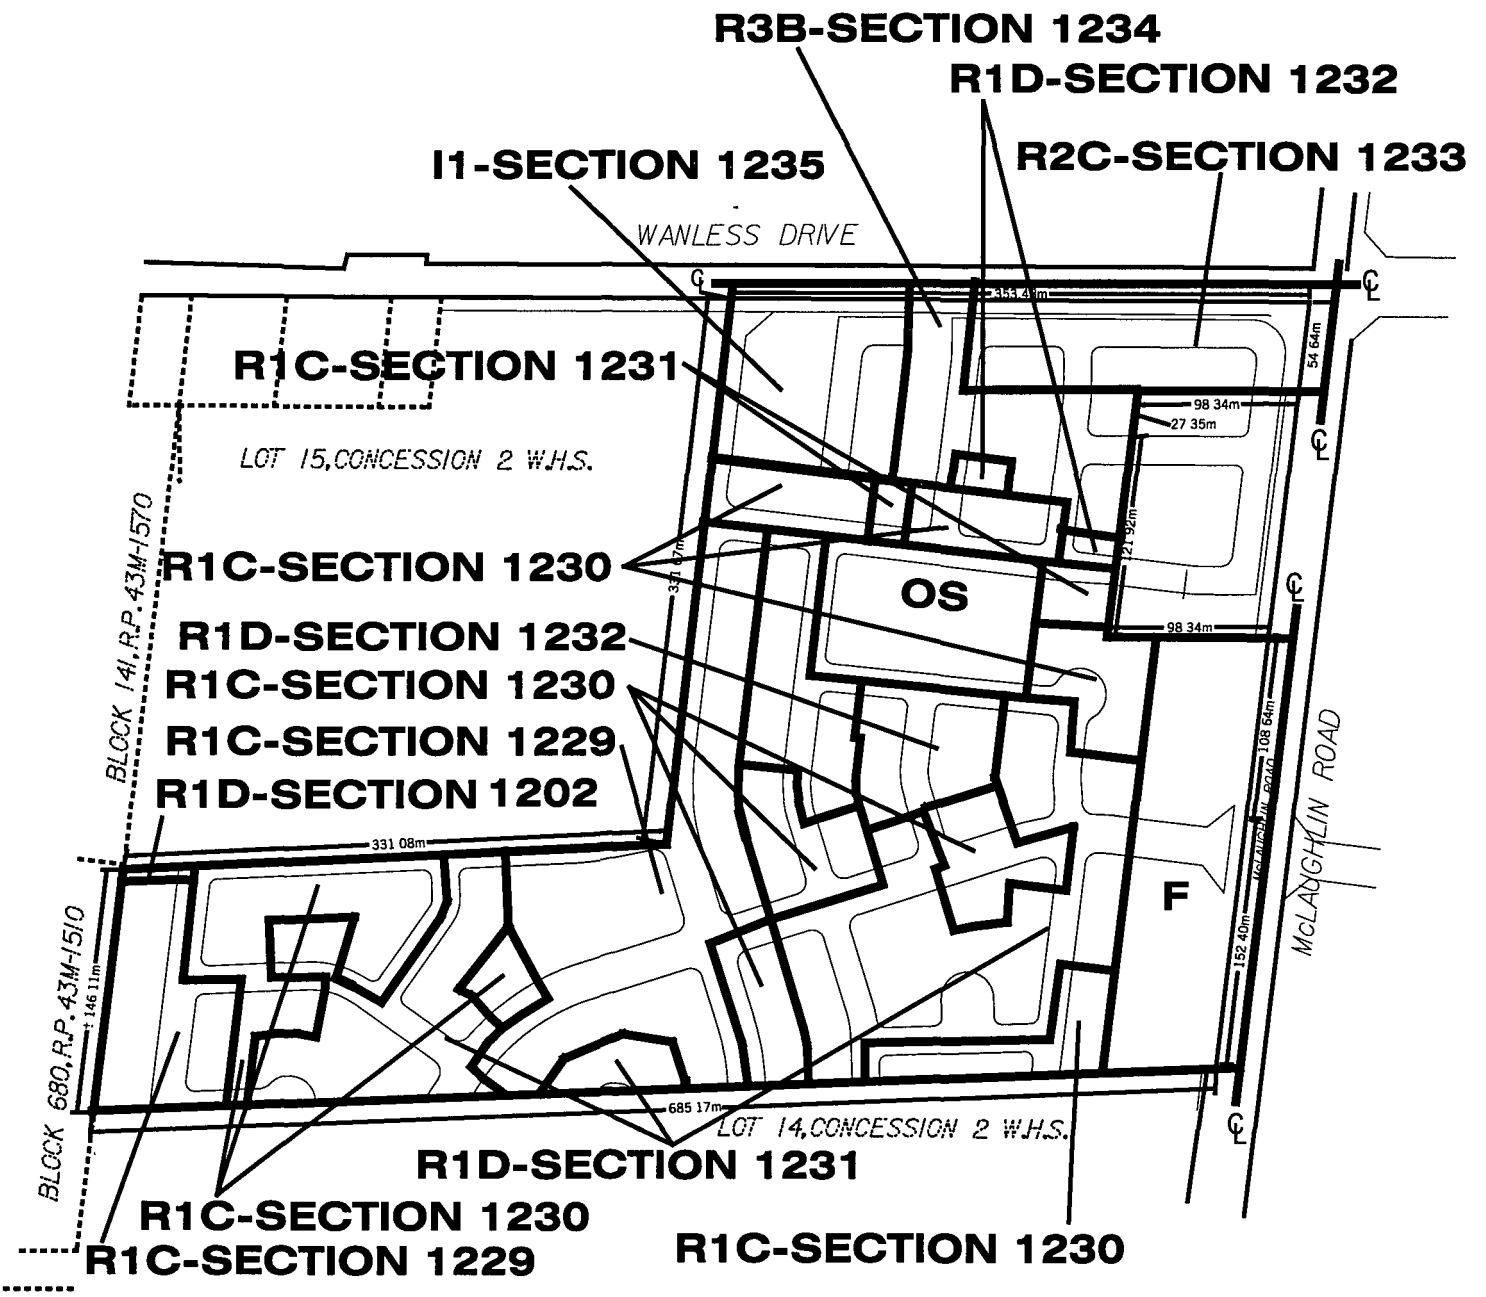 R3B-SECTION 1234
R1D-SECTION 1232
R2C-SECTION 1233
I1-SECTION 1235
WANLESS DRIVE
C L
C L
54 64m
R1C-SECTION 1231
98 34m
27 35m
C L
LOT 15, CONCESSION 2 W.H.S.
BLOCK 141, R.P. 43M-1570
121 92m
R1C-SECTION 1230
OS
C L
98 34m
R1D-SECTION 1232
R1C-SECTION 1230
R1C-SECTION 1229
108 64m
McLAUGHLIN ROAD
McLAUGHLIN ROAD
R1D-SECTION 1202
331 08m
F
152 40m
BLOCK 680, R.P. 43M-1510
146 11m
685 17m
LOT 14, CONCESSION 2 W.H.S.
C L
R1D-SECTION 1231
R1C-SECTION 1230
R1C-SECTION 1230
R1C-SECTION 1229